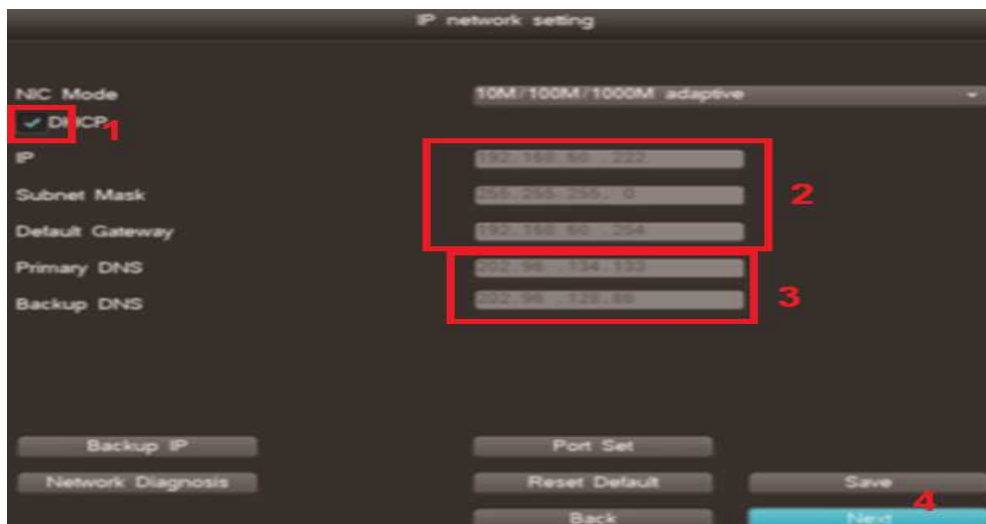 IP network setting
NIC Mode 10M/100M/1000M adaptive
DHCP 1
IP 192.168.60 .222
Subnet Mask 255.255.255. 0 2
Default Gateway 192.168.60 .254
Primary DNS 202.96 .134.133
Backup DNS 202.96 .128.86 3
Backup IP Port Set
Network Diagnosis Reset Default Save
4
Back Next